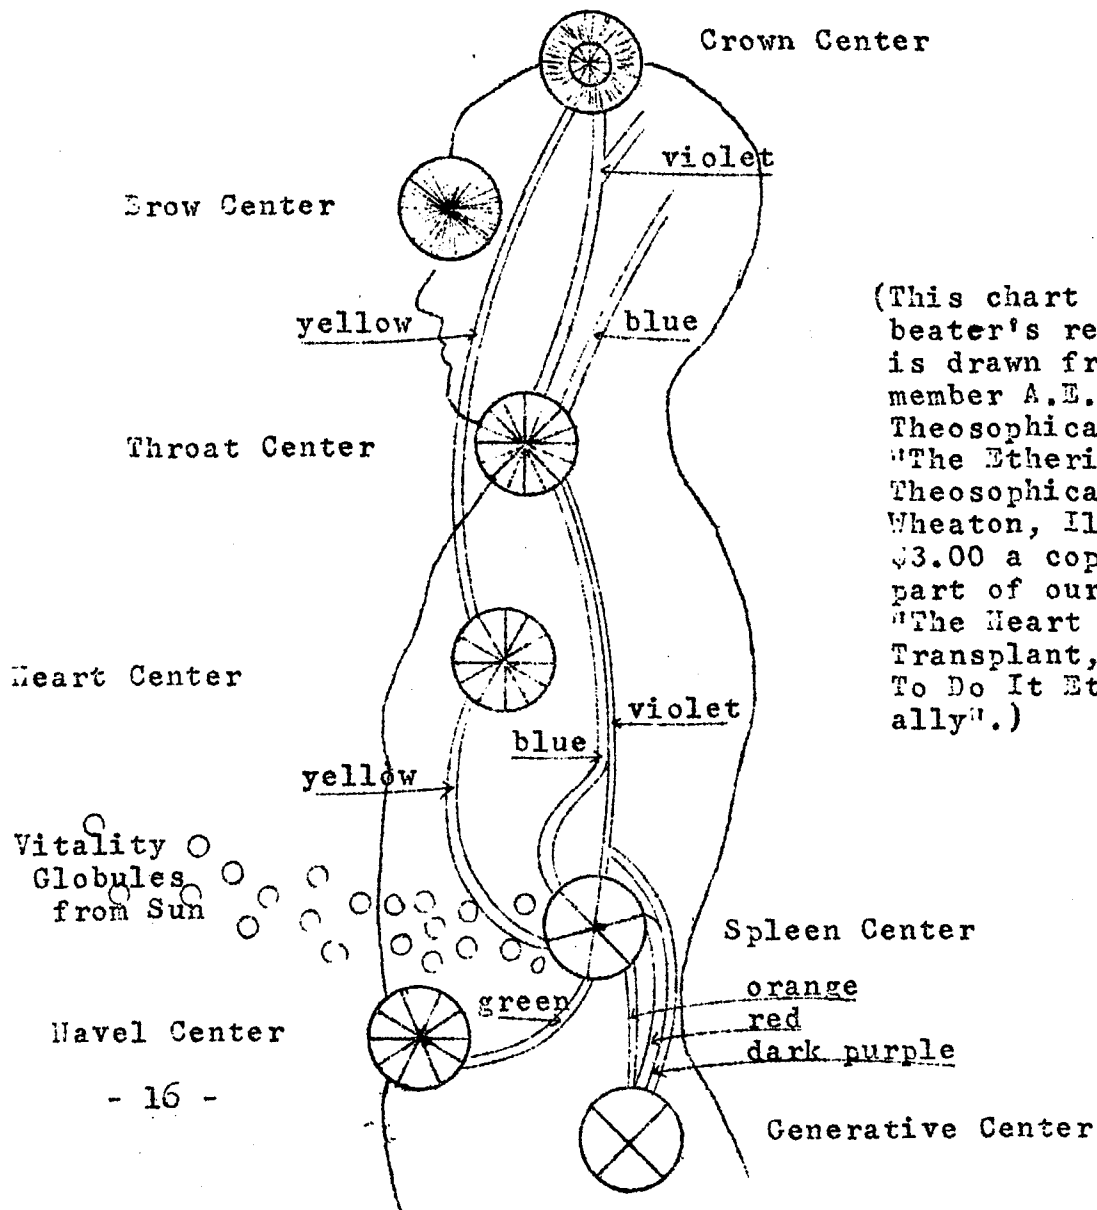 Crown Center
violet
Brow Center
(This chart
beater's re
is drawn fr
member A.E.
Theosophica
"The Etheri
Theosophica
Wheaton, Il
$3.00 a cop
part of our
"The Heart
Transplant,
To Do It Et
ally".)
yellow
blue
Throat Center
Heart Center
violet
blue
yellow
Vitality
Globules
from Sun
Spleen Center
orange
green
red
Navel Center
dark purple
- 16 -
Generative Center